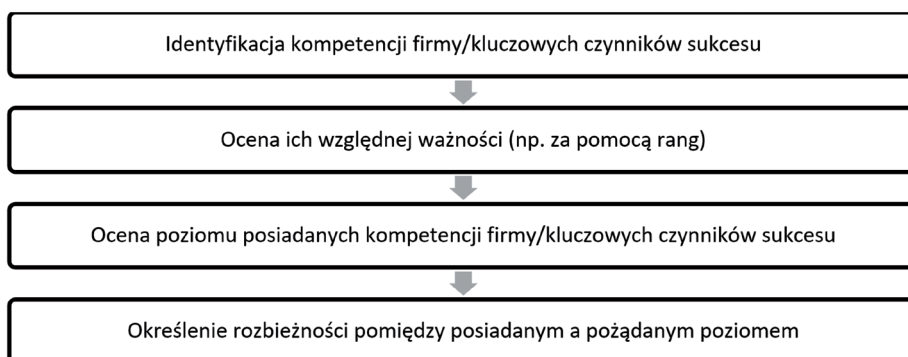 Identyfikacja kompetencji firmy/kluczowych czynników sukcesu
Ocena ich względnej ważności (np. za pomocą rang)
Ocena poziomu posiadanych kompetencji firmy/kluczowych czynników sukcesu
Określenie rozbieżności pomiędzy posiadanym a pożądanym poziomem